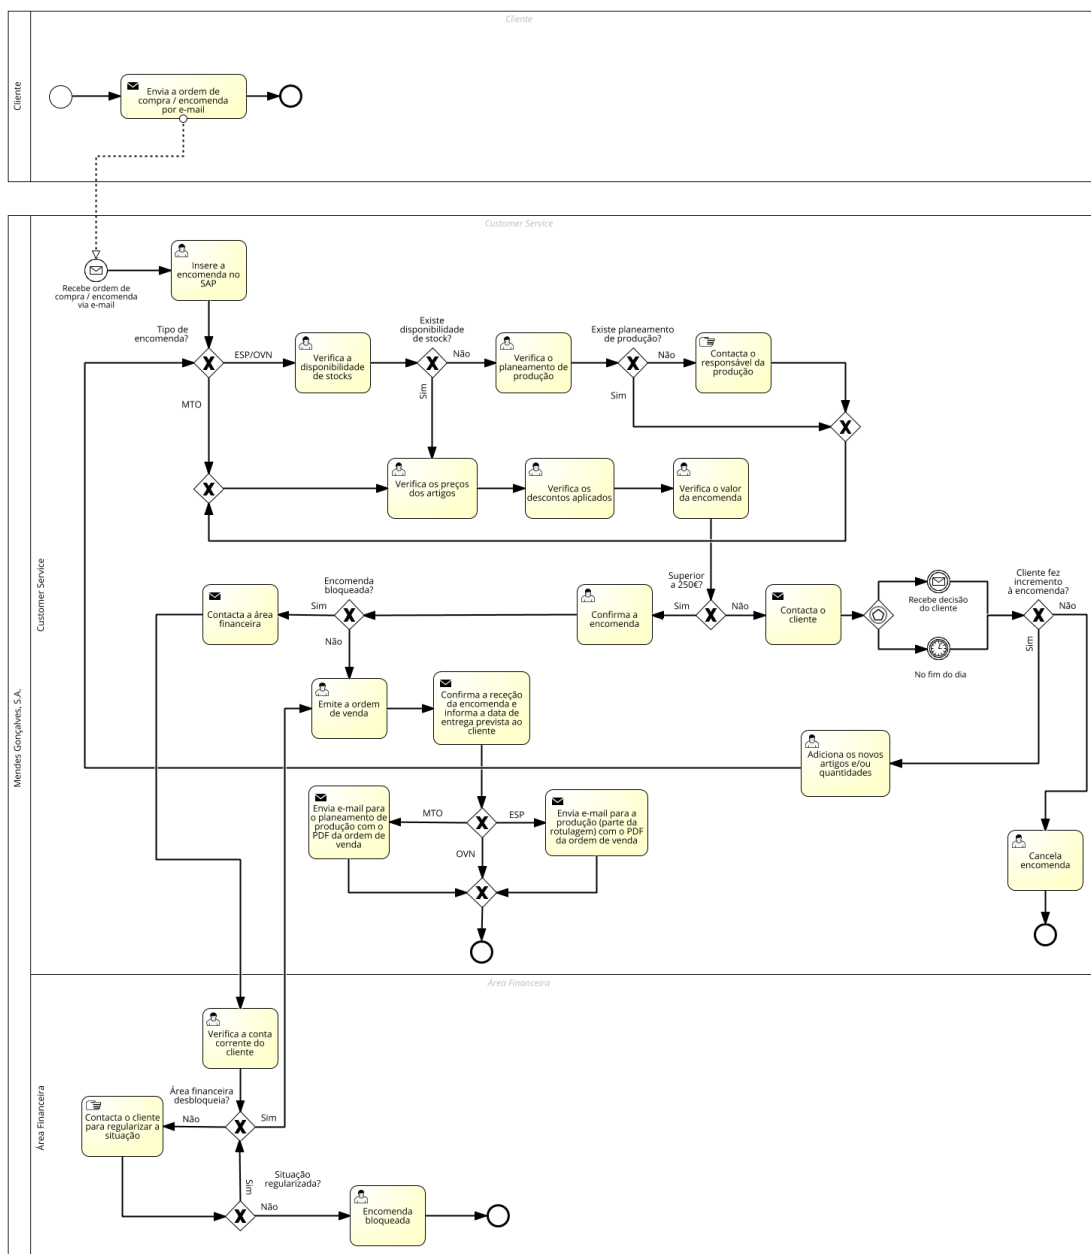 Cliente
Cliente
Envia a ordem de
compra / encomenda
por e-mail
Customer Service
Insere a
encomenda no
SAP
Recebe ordem de
compra / encomenda
via e-mail
Tipo de
encomenda?
ESP/OVN
Verifica a
disponibilidade
de stocks
Existe
disponibilidade
de stock?
Não
Sim
Verifica o
planeamento de
produção
Existe planeamento
de produção?
Não
Sim
Contacta o
responsável da
produção
MTO
Verifica os preços
dos artigos
Verifica os
descontos aplicados
Verifica o valor
da encomenda
Customer Service
Mendes Gonçalves, S.A.
Contacta a área
financeira
Encomenda
bloqueada?
Sim
Não
Confirma a
encomenda
Superior
a 250€?
Sim
Não
Contacta o
cliente
Recebe decisão
do cliente
No fim do dia
Cliente fez
incremento
à encomenda?
Não
Sim
Emite a ordem
de venda
Confirma a receção
da encomenda e
informa a data de
entrega prevista ao
cliente
Adiciona os novos
artigos e/ou
quantidades
Envia e-mail para
o planeamento de
produção com o
PDF da ordem de
venda
MTO
ESP
OVN
Envia e-mail para a
produção (parte da
rotulagem) com o PDF
da ordem de venda
Cancela
encomenda
Área Financeira
Área Financeira
Verifica a conta
corrente do
cliente
Área financeira
desbloqueia?
Não
Sim
Contacta o cliente
para regularizar a
situação
Situação
regularizada?
Sim
Não
Encomenda
bloqueada